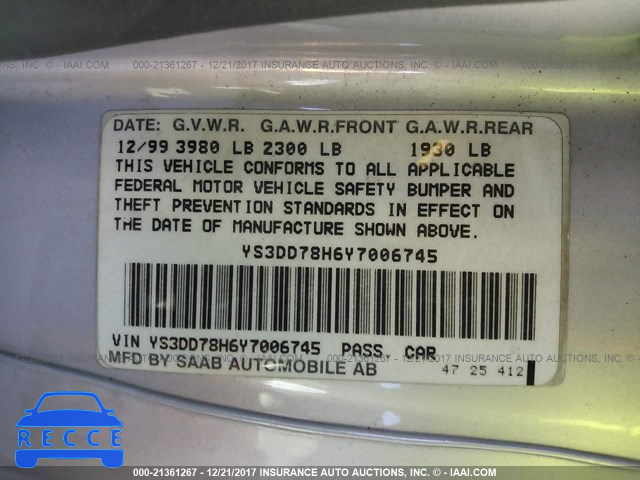 000-21361267 - 12/21/2017 INSURANCE AUTO AUCTIONS, INC. - © - IAAI.COM
DATE: G.V.W.R. G.A.W.R.FRONT G.A.W.R.REAR
12/99 3980 LB 2300 LB 1930 LB
THIS VEHICLE CONFORMS TO ALL APPLICABLE
FEDERAL MOTOR VEHICLE SAFETY BUMPER AND
THEFT PREVENTION STANDARDS IN EFFECT ON
THE DATE OF MANUFACTURE SHOWN ABOVE.
YS3DD78H6Y7006745
VIN YS3DD78H6Y7006745 PASS. CAR
MFD BY SAAB AUTOMOBILE AB
47 25 412
RECCE
000-21361267 - 12/21/2017 INSURANCE AUTO AUCTIONS, INC. - © - IAAI.COM